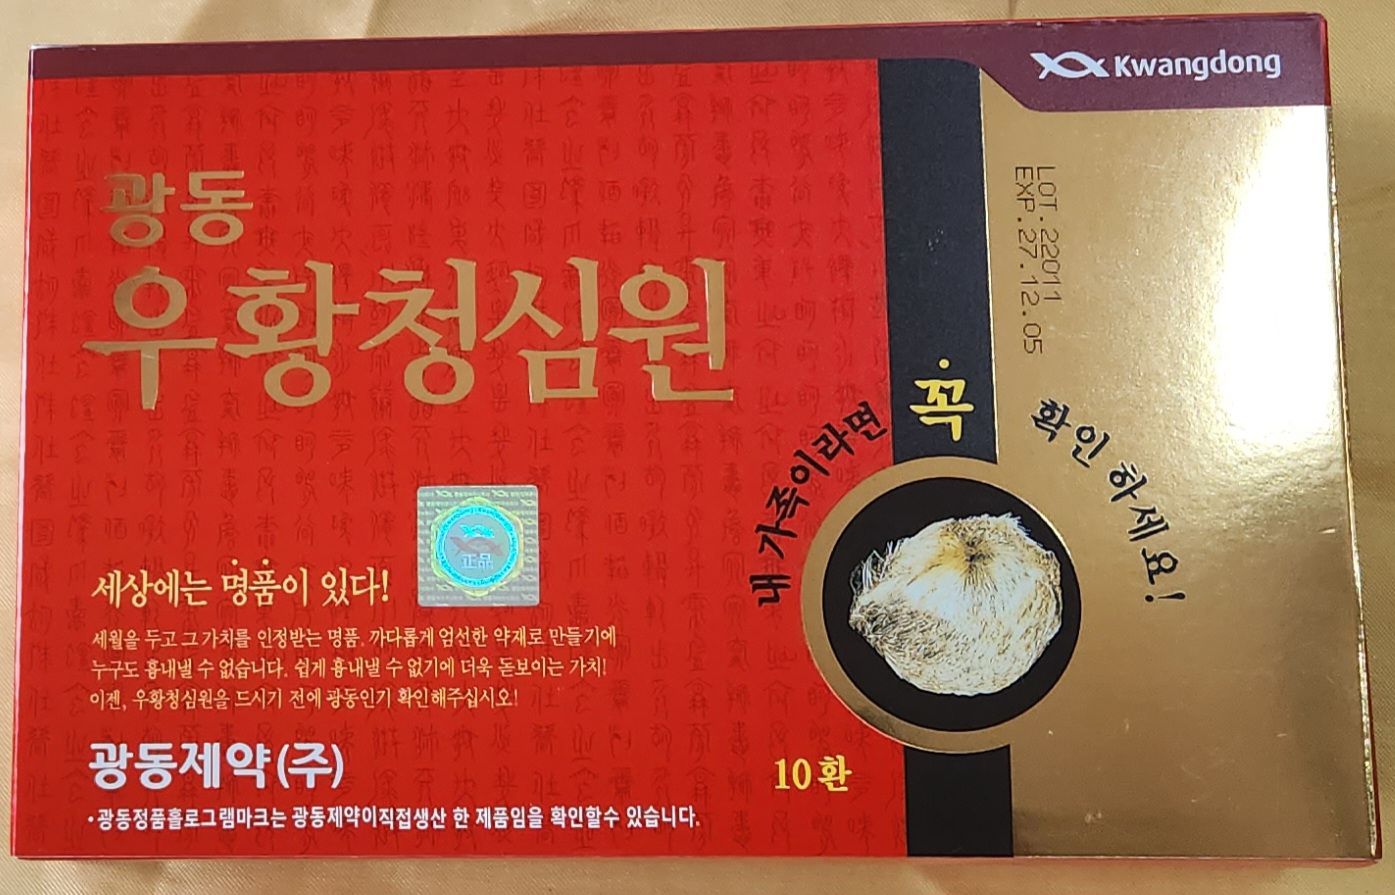 Kwangdong
LOT.22011
EXP.27.12.05
광동
우황청심원
내 가족이라면 꼭 확인하세요!
正品
세상에는 명품이 있다!
세월을 두고 그 가치를 인정받는 명품. 까다롭게 엄선한 약재로 만들기에
누구도 흉내낼 수 없습니다. 쉽게 흉내낼 수 없기에 더욱 돋보이는 가치!
이젠, 우황청심원을 드시기 전에 광동인기 확인해주십시오!
광동제약(주)
10환
•광동정품홀로그램마크는 광동제약이직접생산 한 제품임을 확인할수 있습니다.